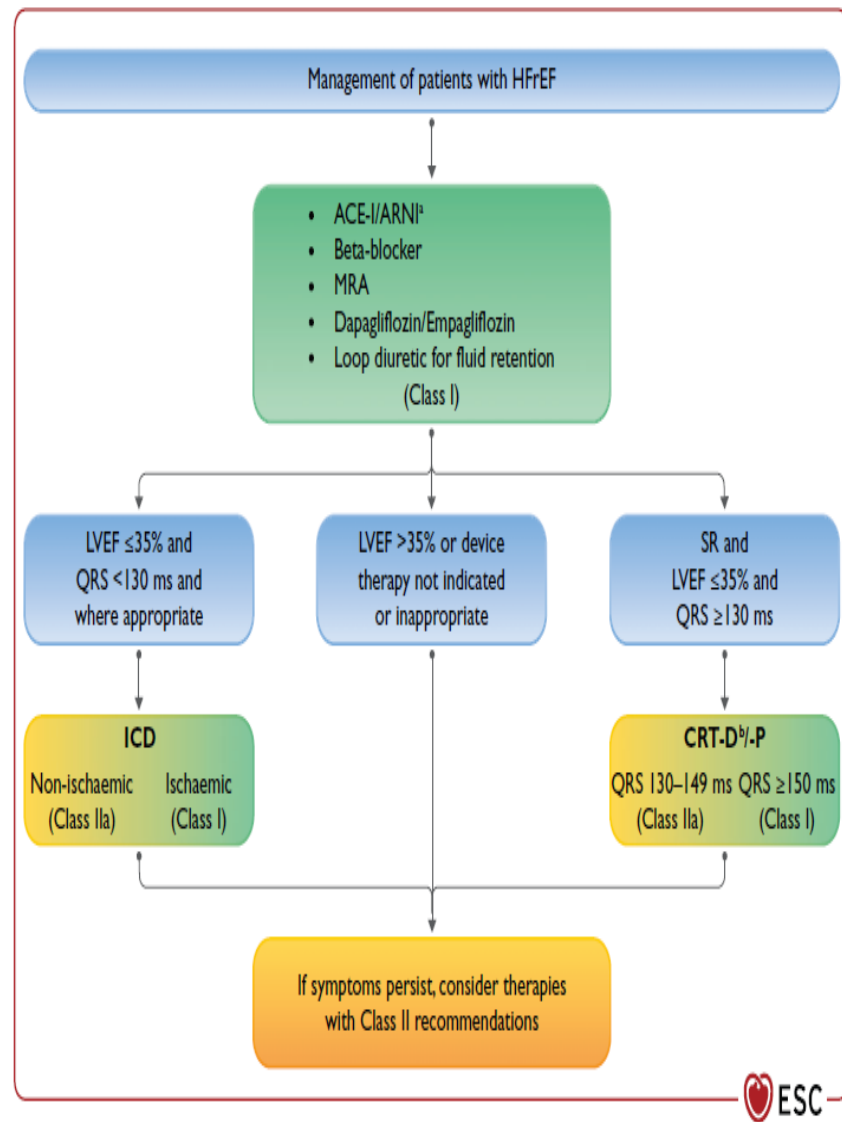 Management of patients with HFrEF
• ACE-I/ARNIᵃ
• Beta-blocker
• MRA
• Dapagliflozin/Empagliflozin
• Loop diuretic for fluid retention
(Class I)
LVEF ≤35% and
QRS <130 ms and
where appropriate
LVEF >35% or device
therapy not indicated
or inappropriate
SR and
LVEF ≤35% and
QRS ≥130 ms
ICD
Non-ischaemic
(Class IIa)
Ischaemic
(Class I)
CRT-Dᵇ/-P
QRS 130–149 ms
(Class IIa)
QRS ≥150 ms
(Class I)
If symptoms persist, consider therapies
with Class II recommendations
ESC